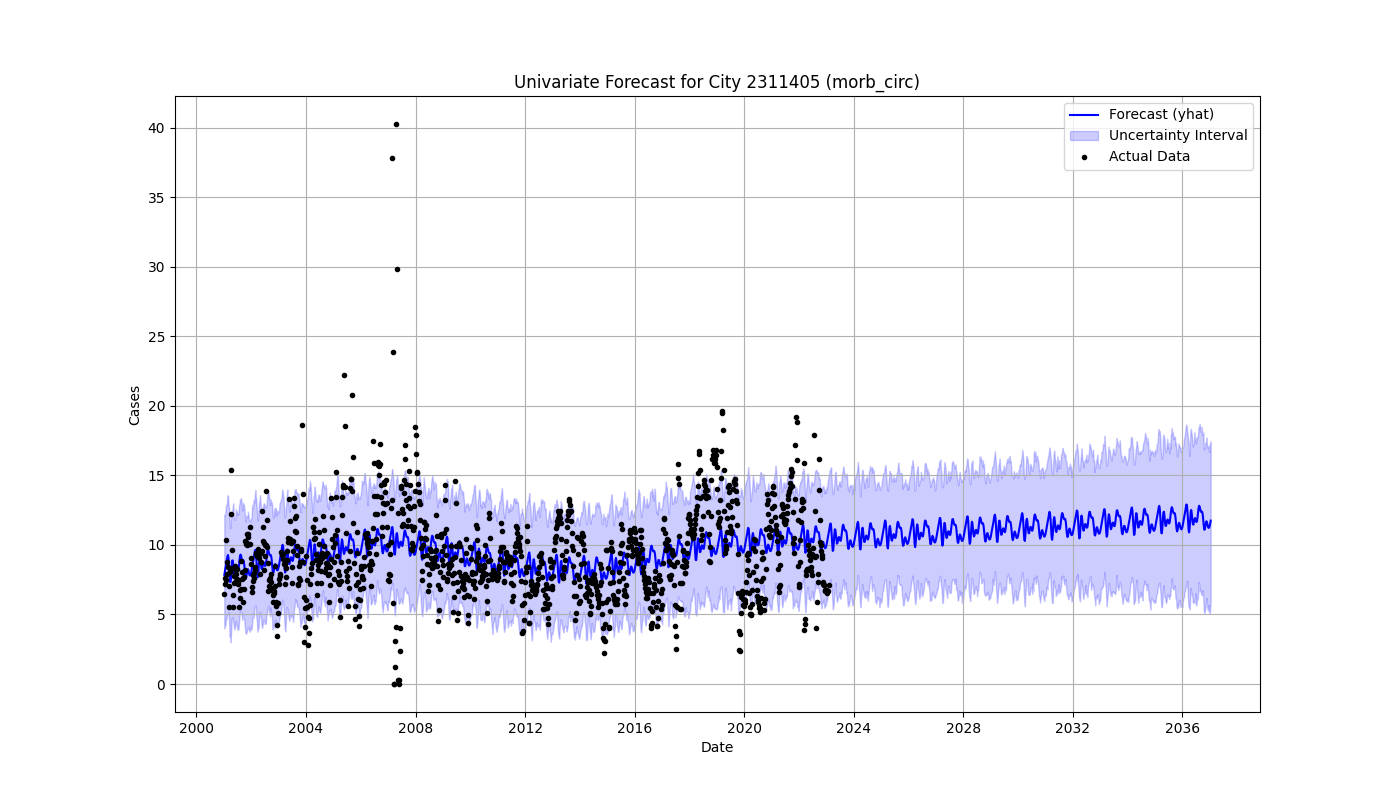 Univariate Forecast for City 2311405 (morb_circ)
Forecast (yhat)
Uncertainty Interval
Actual Data
Cases
40
35
30
25
20
15
10
5
0
2000 2004 2008 2012 2016 2020 2024 2028 2032 2036
Date